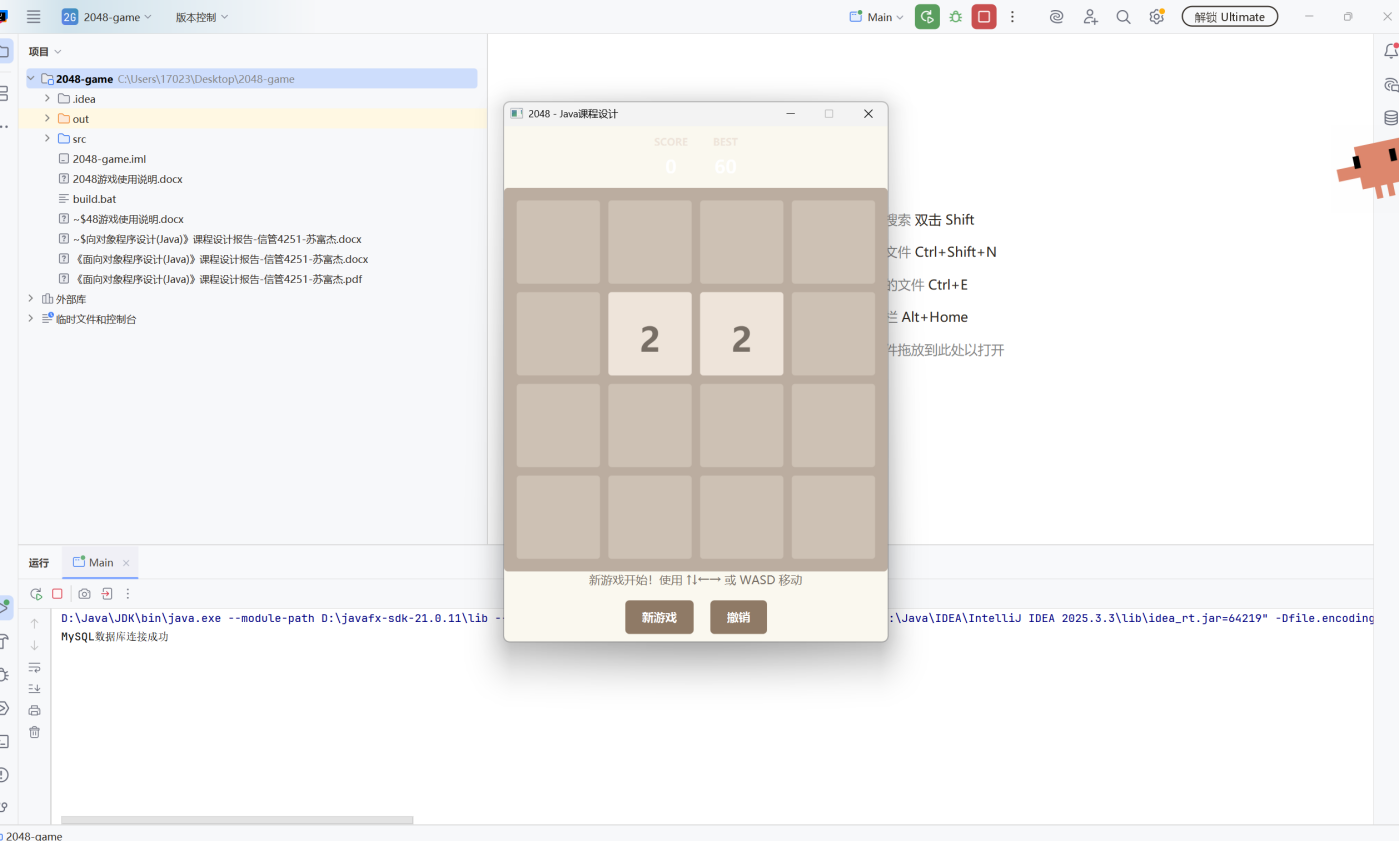 2G 2048-game 版本控制 Main 解锁 Ultimate
项目
2048-game C:\Users\17023\Desktop\2048-game
.idea
out
src
2048-game.iml
2048游戏使用说明.docx
build.bat
~$48游戏使用说明.docx
~$向对象程序设计(Java)》课程设计报告-信管4251-苏富杰.docx
《面向对象程序设计(Java)》课程设计报告-信管4251-苏富杰.docx
《面向对象程序设计(Java)》课程设计报告-信管4251-苏富杰.pdf
外部库
临时文件和控制台
2048 - Java课程设计
SCORE BEST
0 60
2 2
新游戏开始！使用 ↑↓←→ 或 WASD 移动
新游戏 撤销
搜索 双击 Shift
文件 Ctrl+Shift+N
的文件 Ctrl+E
栏 Alt+Home
件拖放到此处以打开
运行 Main
D:\Java\JDK\bin\java.exe --module-path D:\javafx-sdk-21.0.11\lib -- :\Java\IDEA\IntelliJ IDEA 2025.3.3\lib\idea_rt.jar=64219" -Dfile.encoding
MySQL数据库连接成功
2048-game